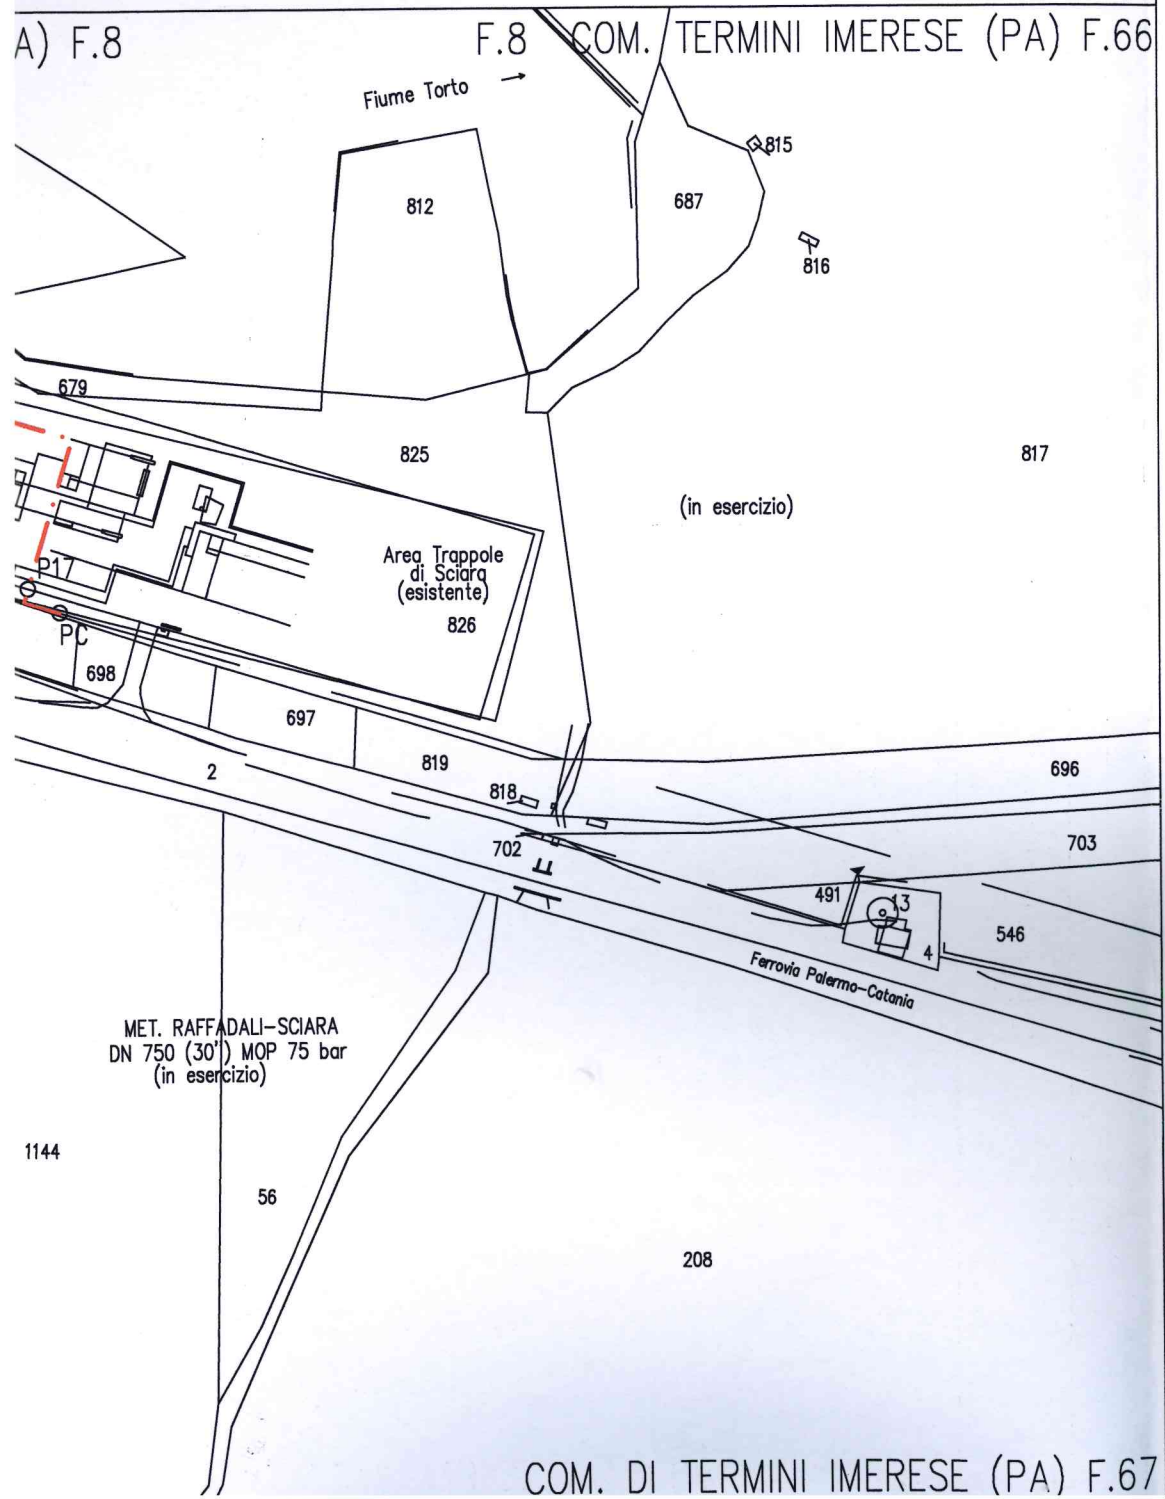 A) F.8
F.8 COM. TERMINI IMERESE (PA) F.66
Fiume Torto
815
812
687
816
679
825
817
(in esercizio)
Area Trappole
di Sciara
(esistente)
826
P17
PC
698
697
819
2
818
696
702
703
491
13
546
4
Ferrovia Palermo-Catania
MET. RAFFADALI-SCIARA
DN 750 (30") MOP 75 bar
(in esercizio)
1144
56
208
COM. DI TERMINI IMERESE (PA) F.67